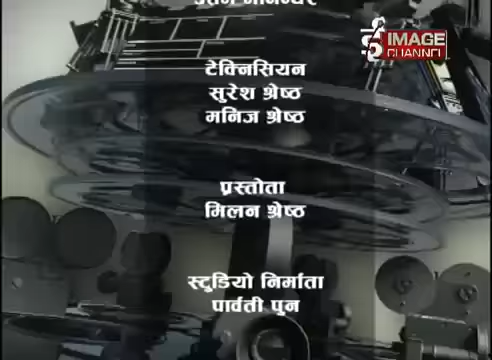 IMAGE
CHANNEL
टेक्निसियन
सुरेश श्रेष्ठ
मनिज श्रेष्ठ
प्रस्तोता
मिलन श्रेष्ठ
स्टुडियो निर्माता
पार्वती पुन